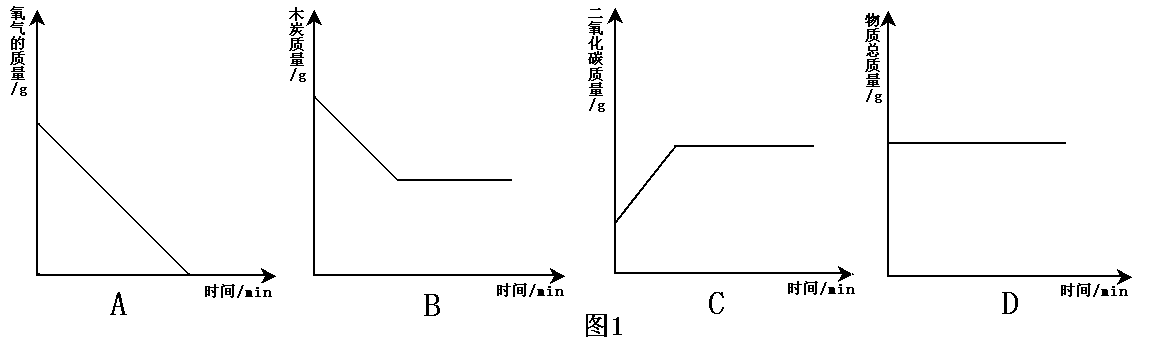 氧气的质量/g
时间/min
A
木炭质量/g
时间/min
B
二氧化碳质量/g
时间/min
C
物质总质量/g
时间/min
D
图1